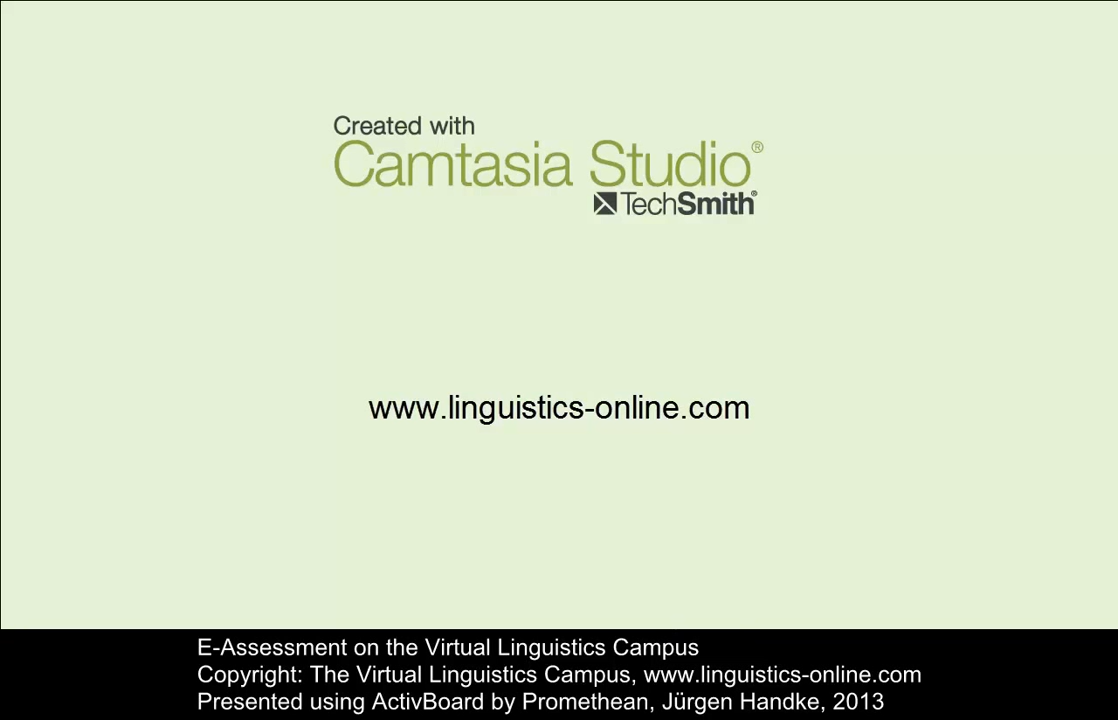 Created with
Camtasia Studio®
TechSmith®
www.linguistics-online.com
E-Assessment on the Virtual Linguistics Campus
Copyright: The Virtual Linguistics Campus, www.linguistics-online.com
Presented using ActivBoard by Promethean, Jürgen Handke, 2013